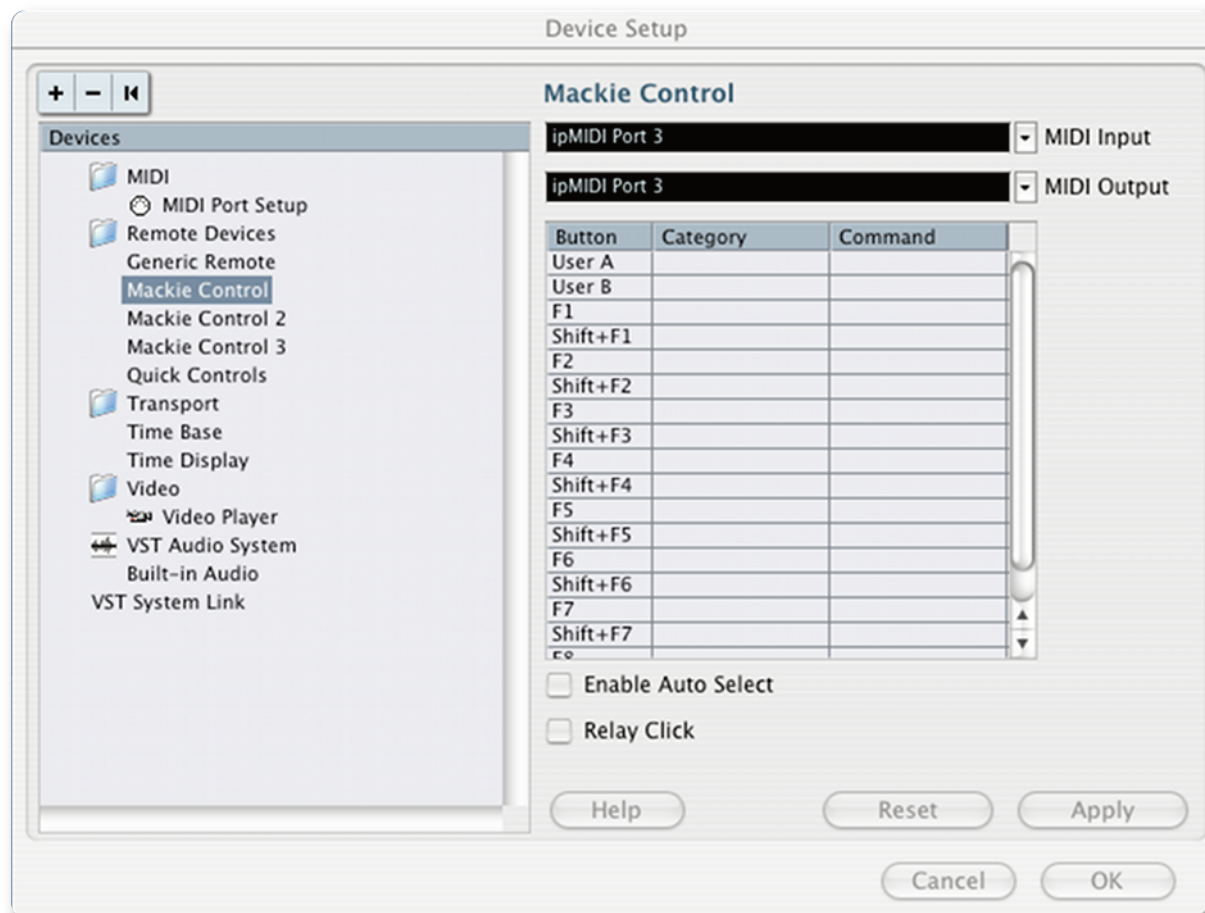 Device Setup
+ −
Devices
MIDI
MIDI Port Setup
Remote Devices
Generic Remote
Mackie Control
Mackie Control 2
Mackie Control 3
Quick Controls
Transport
Time Base
Time Display
Video
Video Player
VST Audio System
Built-in Audio
VST System Link
Mackie Control
ipMIDI Port 3 MIDI Input
ipMIDI Port 3 MIDI Output
Button Category Command
User A
User B
F1
Shift+F1
F2
Shift+F2
F3
Shift+F3
F4
Shift+F4
F5
Shift+F5
F6
Shift+F6
F7
Shift+F7
F8
Enable Auto Select
Relay Click
Help Reset Apply
Cancel OK